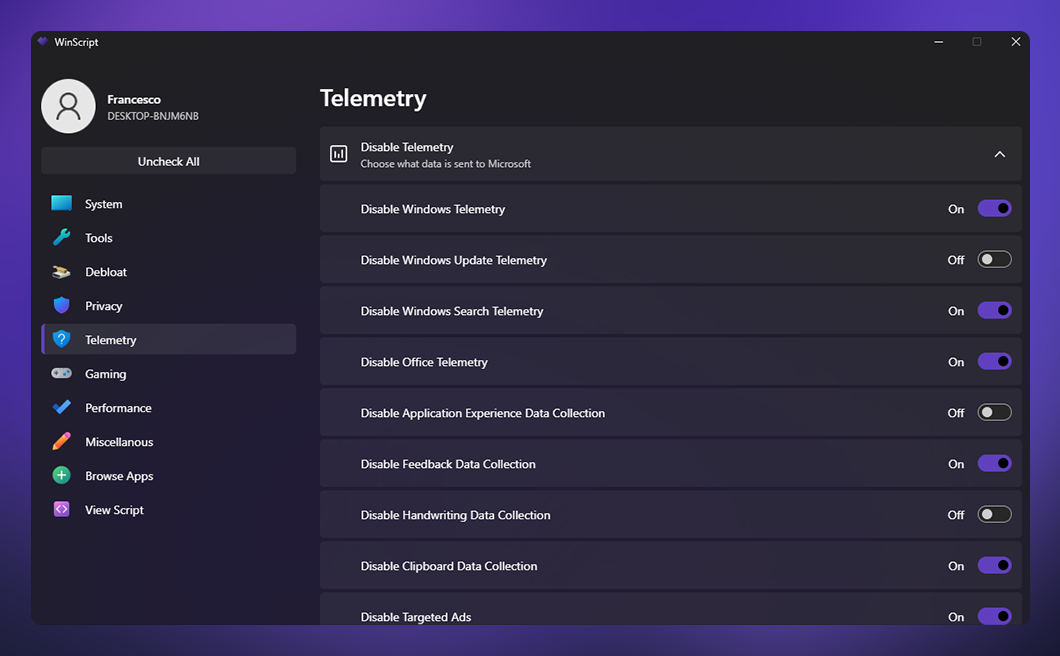 WinScript
Francesco
DESKTOP-BNJM6NB
Uncheck All
System
Tools
Debloat
Privacy
Telemetry
Gaming
Performance
Miscellanous
Browse Apps
View Script
Telemetry
Disable Telemetry
Choose what data is sent to Microsoft
Disable Windows Telemetry On
Disable Windows Update Telemetry Off
Disable Windows Search Telemetry On
Disable Office Telemetry On
Disable Application Experience Data Collection Off
Disable Feedback Data Collection On
Disable Handwriting Data Collection Off
Disable Clipboard Data Collection On
Disable Targeted Ads On